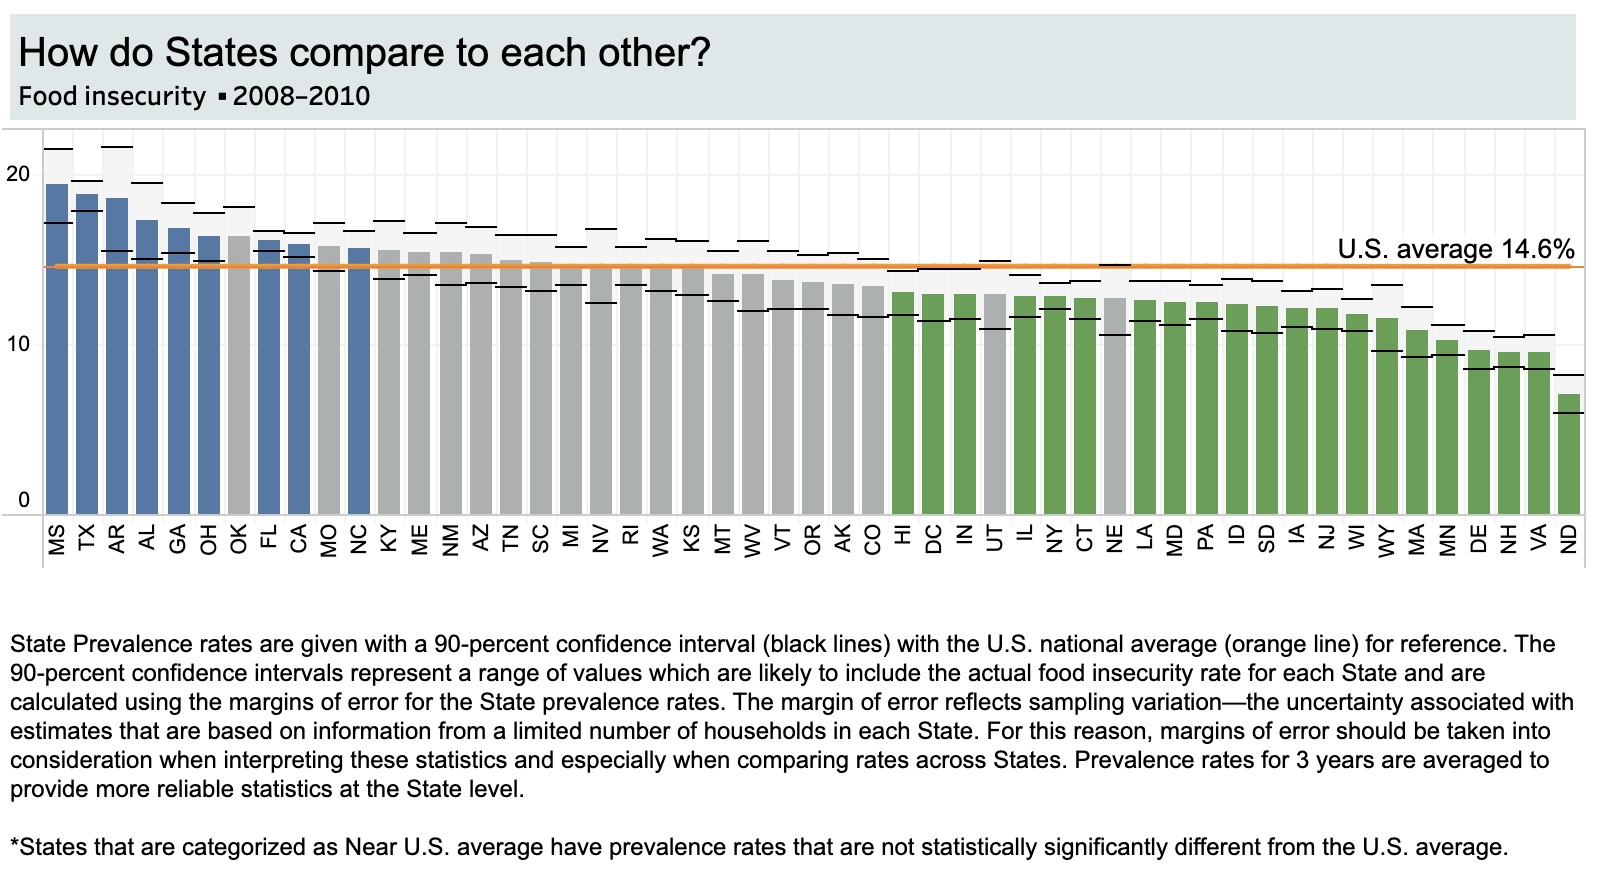 How do States compare to each other?
Food insecurity ▪ 2008–2010
20
U.S. average 14.6%
10
0
MS TX AR AL GA OH OK FL CA MO NC KY ME NM AZ TN SC MI NV RI WA KS MT WV VT OR AK CO HI DC IN UT IL NY CT NE LA MD PA ID SD IA NJ WI WY MA MN DE NH VA ND
State Prevalence rates are given with a 90-percent confidence interval (black lines) with the U.S. national average (orange line) for reference. The
90-percent confidence intervals represent a range of values which are likely to include the actual food insecurity rate for each State and are
calculated using the margins of error for the State prevalence rates. The margin of error reflects sampling variation—the uncertainty associated with
estimates that are based on information from a limited number of households in each State. For this reason, margins of error should be taken into
consideration when interpreting these statistics and especially when comparing rates across States. Prevalence rates for 3 years are averaged to
provide more reliable statistics at the State level.
*States that are categorized as Near U.S. average have prevalence rates that are not statistically significantly different from the U.S. average.